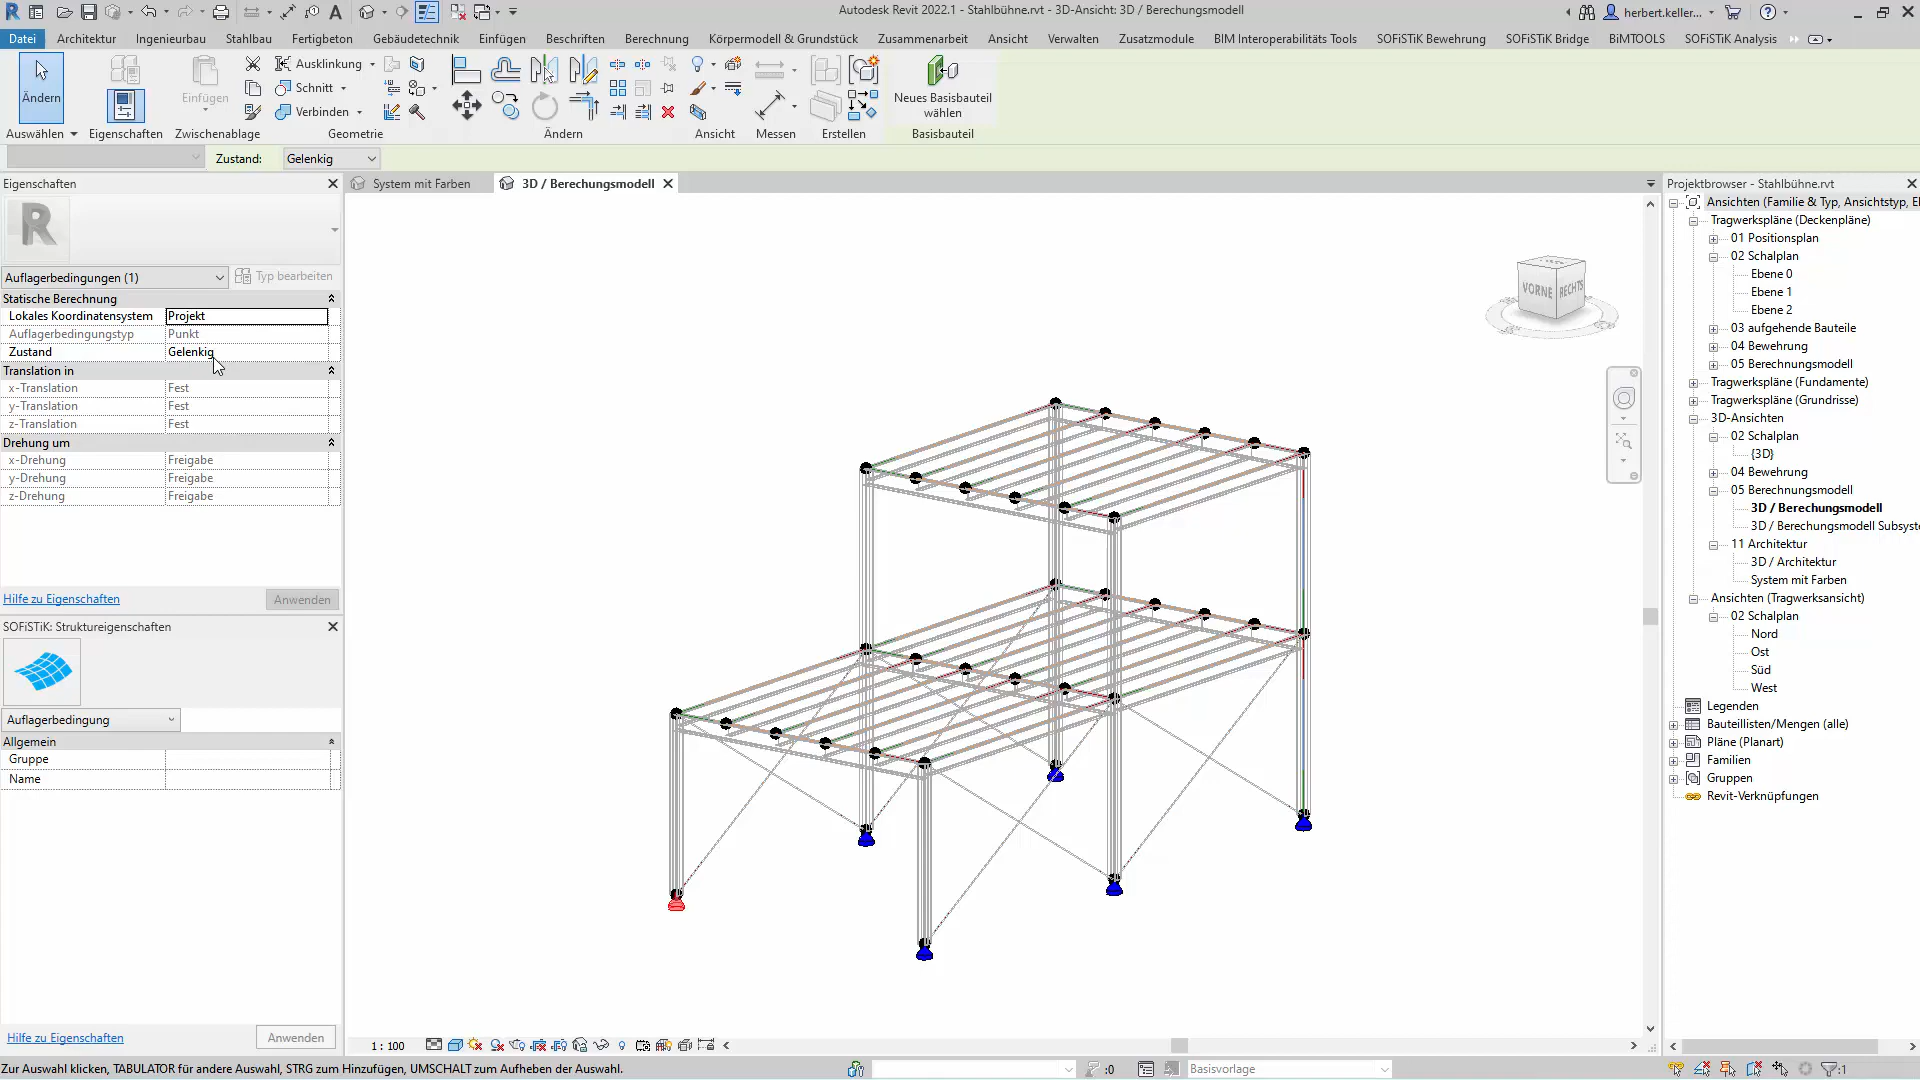 Autodesk Revit 2022.1 - Stahlbühne.rvt - 3D-Ansicht: 3D / Berechungsmodell
herbert.keller...
Datei
Architektur
Ingenieurbau
Stahlbau
Fertigbeton
Gebäudetechnik
Einfügen
Beschriften
Berechnung
Körpermodell & Grundstück
Zusammenarbeit
Ansicht
Verwalten
Zusatzmodule
BIM Interoperabilitäts Tools
SOFiSTiK Bewehrung
SOFiSTiK Bridge
BiMTOOLS
SOFiSTiK Analysis
Ändern
Einfügen
Ausklinkung
Schnitt
Verbinden
Neues Basisbauteil
wählen
Auswählen
Eigenschaften
Zwischenablage
Geometrie
Ändern
Ansicht
Messen
Erstellen
Basisbauteil
Zustand:
Gelenkig
Eigenschaften
System mit Farben
3D / Berechungsmodell
R
Auflagerbedingungen (1)
Typ bearbeiten
Statische Berechnung
Lokales Koordinatensystem
Projekt
Auflagerbedingungstyp
Punkt
Zustand
Gelenkig
Translation in
x-Translation
Fest
y-Translation
Fest
z-Translation
Fest
Drehung um
x-Drehung
Freigabe
y-Drehung
Freigabe
z-Drehung
Freigabe
Hilfe zu Eigenschaften
Anwenden
SOFiSTiK: Struktureigenschaften
Auflagerbedingung
Allgemein
Gruppe
Name
Hilfe zu Eigenschaften
Anwenden
VORNE
RECHTS
1 : 100
Projektbrowser - Stahlbühne.rvt
Ansichten (Familie & Typ, Ansichtstyp, E
Tragwerkspläne (Deckenpläne)
01 Positionsplan
02 Schalplan
Ebene 0
Ebene 1
Ebene 2
03 aufgehende Bauteile
04 Bewehrung
05 Berechnungsmodell
Tragwerkspläne (Fundamente)
Tragwerkspläne (Grundrisse)
3D-Ansichten
02 Schalplan
{3D}
04 Bewehrung
05 Berechnungsmodell
3D / Berechungsmodell
3D / Berechungsmodell Subsyste
11 Architektur
3D / Architektur
System mit Farben
Ansichten (Tragwerksansicht)
02 Schalplan
Nord
Ost
Süd
West
Legenden
Bauteillisten/Mengen (alle)
Pläne (Planart)
Familien
Gruppen
Revit-Verknüpfungen
Zur Auswahl klicken, TABULATOR für andere Auswahl, STRG zum Hinzufügen, UMSCHALT zum Aufheben der Auswahl.
:0
Basisvorlage
:1